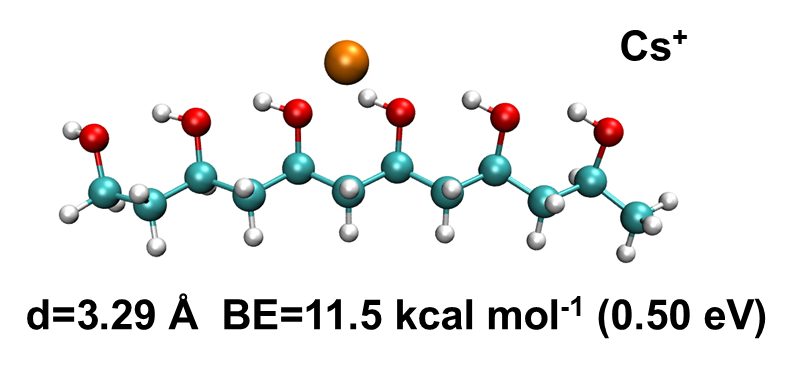 Cs⁺
d=3.29 Å BE=11.5 kcal mol⁻¹ (0.50 eV)